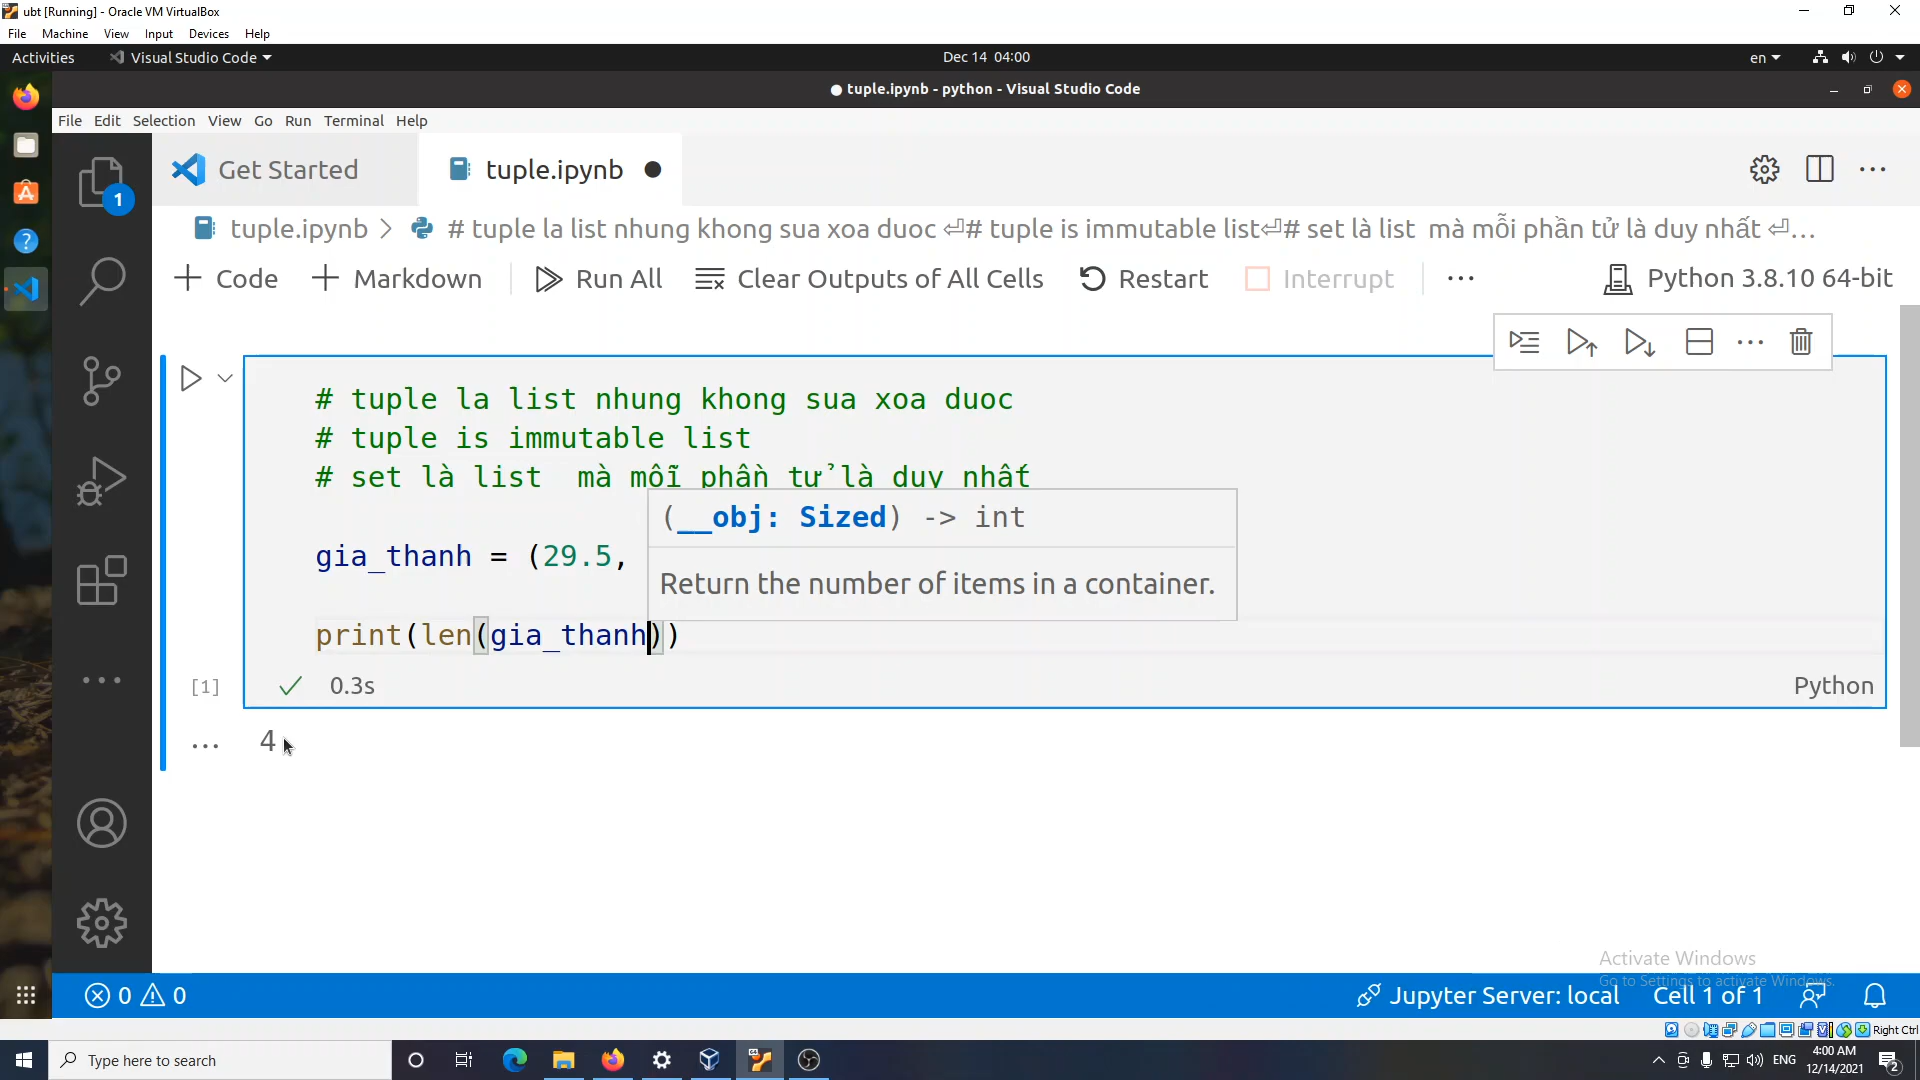 ubt [Running] - Oracle VM VirtualBox
File Machine View Input Devices Help
Activities Visual Studio Code Dec 14 04:00 en
tuple.ipynb - python - Visual Studio Code
File Edit Selection View Go Run Terminal Help
1
Get Started tuple.ipynb
tuple.ipynb > # tuple la list nhung khong sua xoa duoc ⏎# tuple is immutable list⏎# set là list mà mỗi phần tử là duy nhất ⏎...
+ Code + Markdown Run All Clear Outputs of All Cells Restart Interrupt ... Python 3.8.10 64-bit
# tuple la list nhung khong sua xoa duoc
# tuple is immutable list
# set là list mà mỗi phần tử là duy nhất
(__obj: Sized) -> int
gia_thanh = (29.5,
Return the number of items in a container.
print(len(gia_thanh))
[1] 0.3s Python
4
Activate Windows
Go to Settings to activate Windows.
0 0 Jupyter Server: local Cell 1 of 1
Right Ctrl
Type here to search ENG 4:00 AM
12/14/2021
2